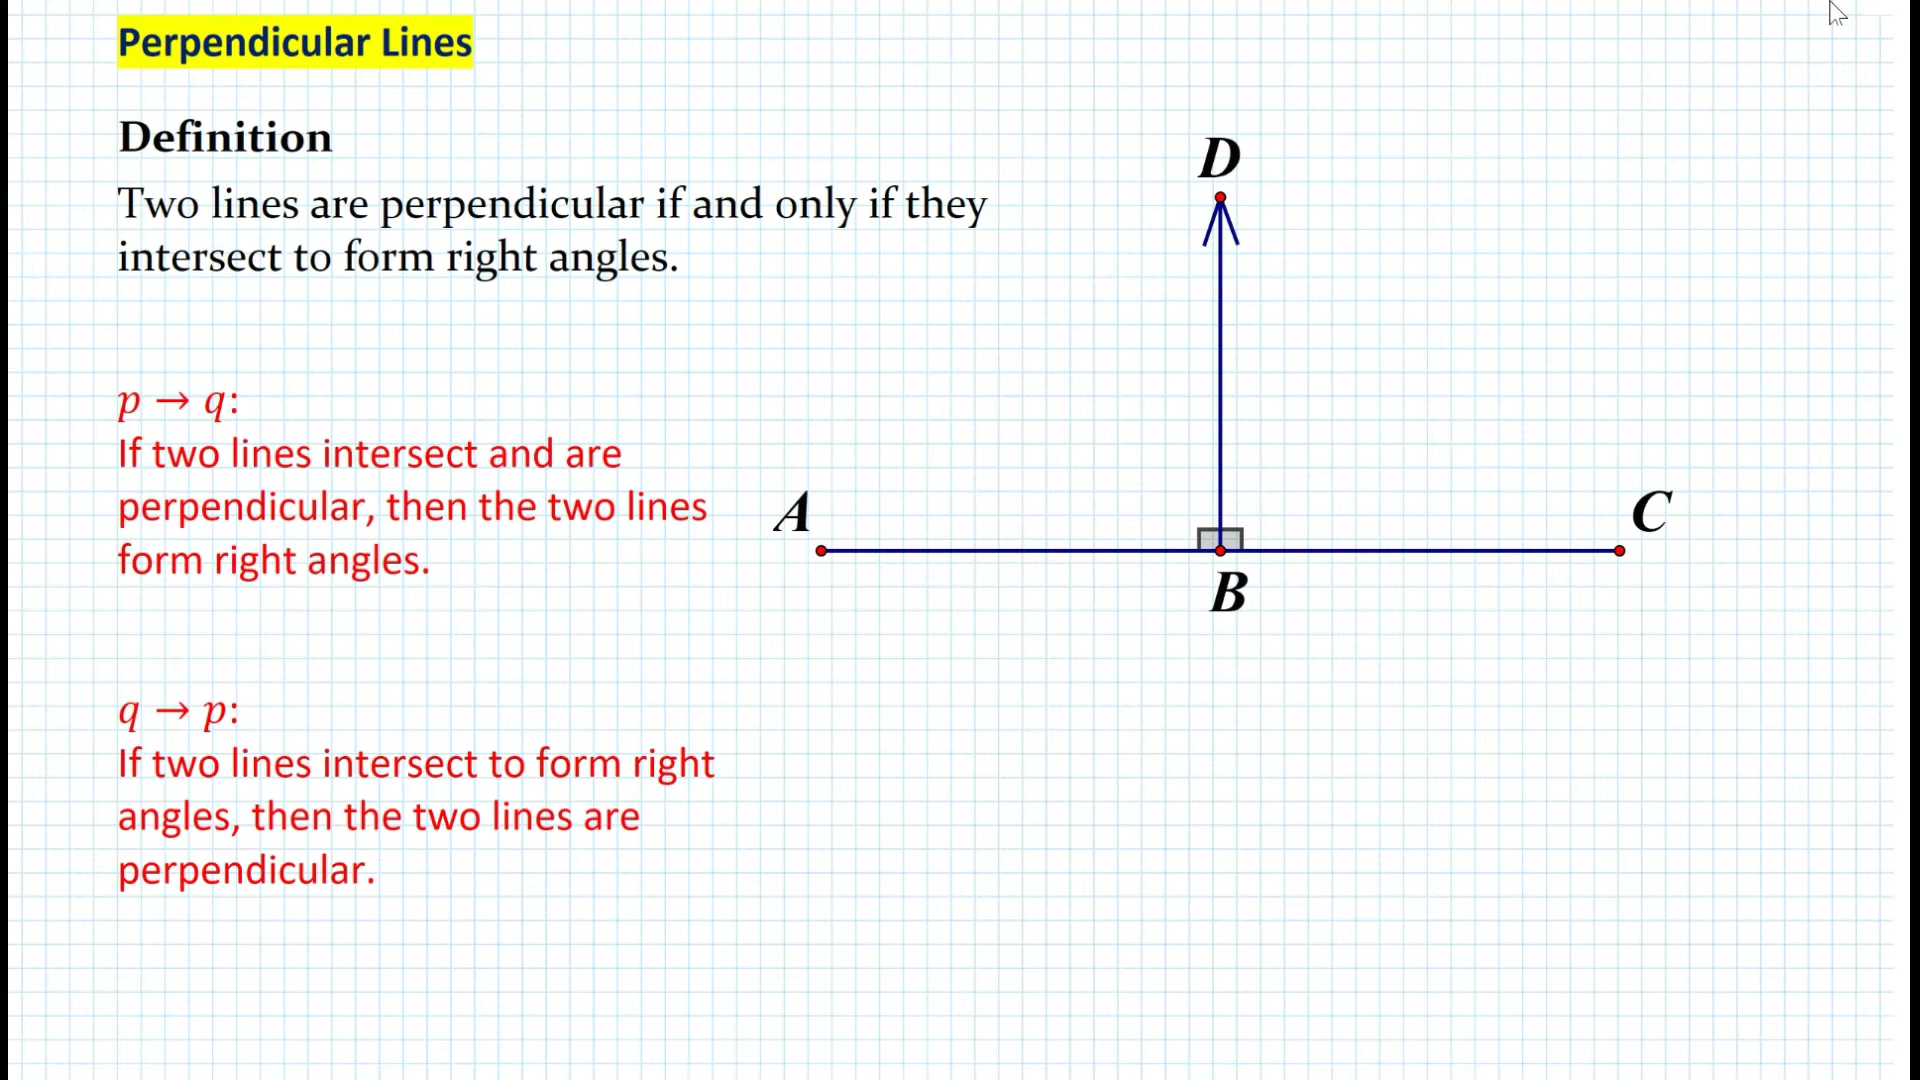 Perpendicular Lines
Definition
Two lines are perpendicular if and only if they
intersect to form right angles.
p → q:
If two lines intersect and are
perpendicular, then the two lines
form right angles.
q → p:
If two lines intersect to form right
angles, then the two lines are
perpendicular.
D
A
C
B